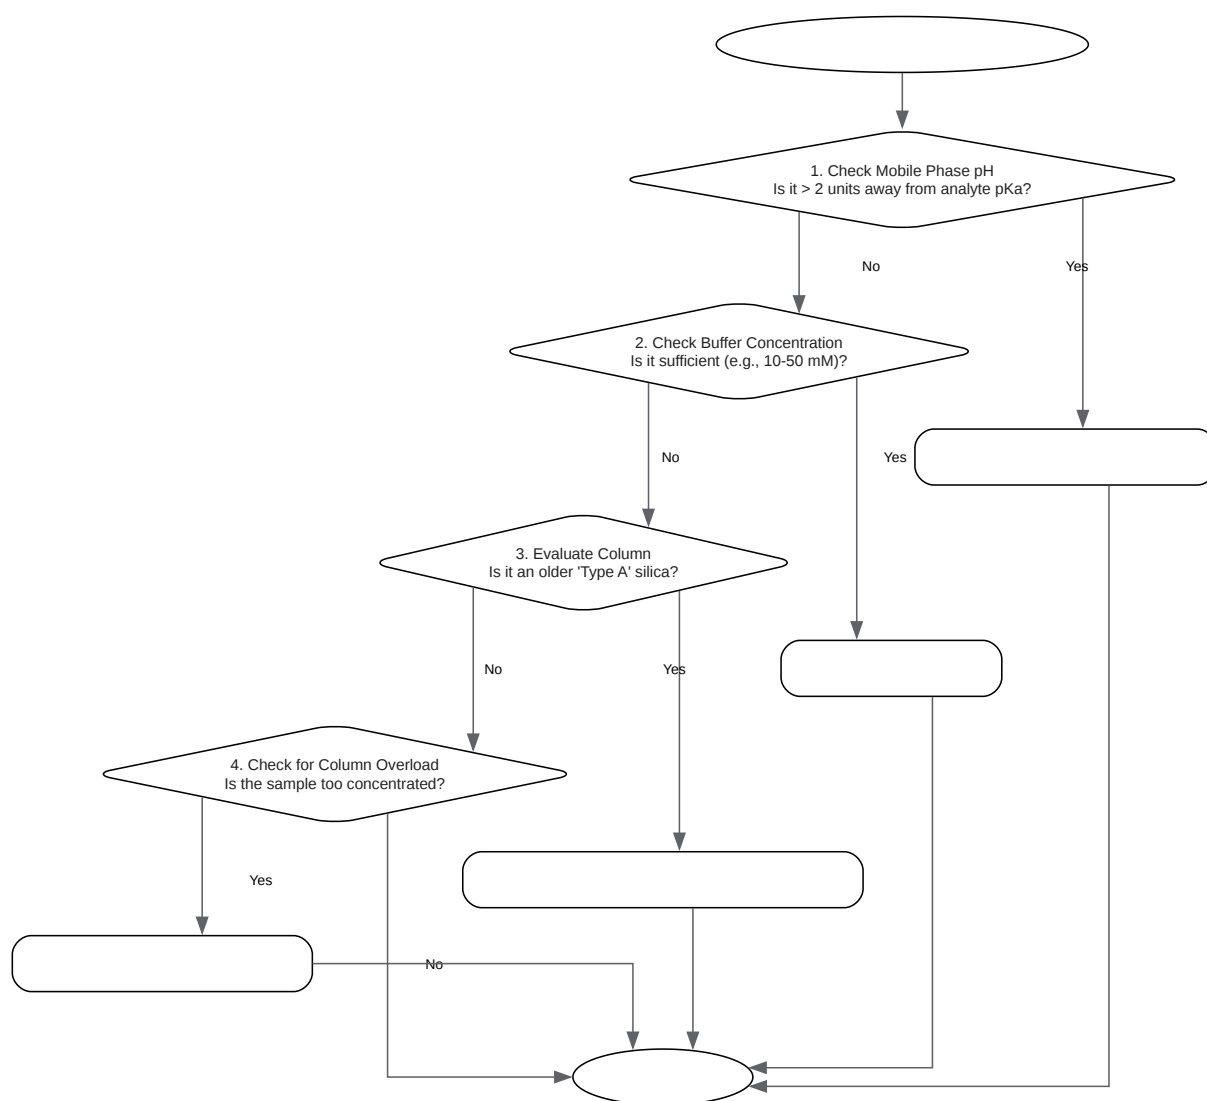 1. Check Mobile Phase pH
Is it > 2 units away from analyte pKa?
No
Yes
2. Check Buffer Concentration
Is it sufficient (e.g., 10-50 mM)?
No
Yes
3. Evaluate Column
Is it an older 'Type A' silica?
No
Yes
4. Check for Column Overload
Is the sample too concentrated?
Yes
No